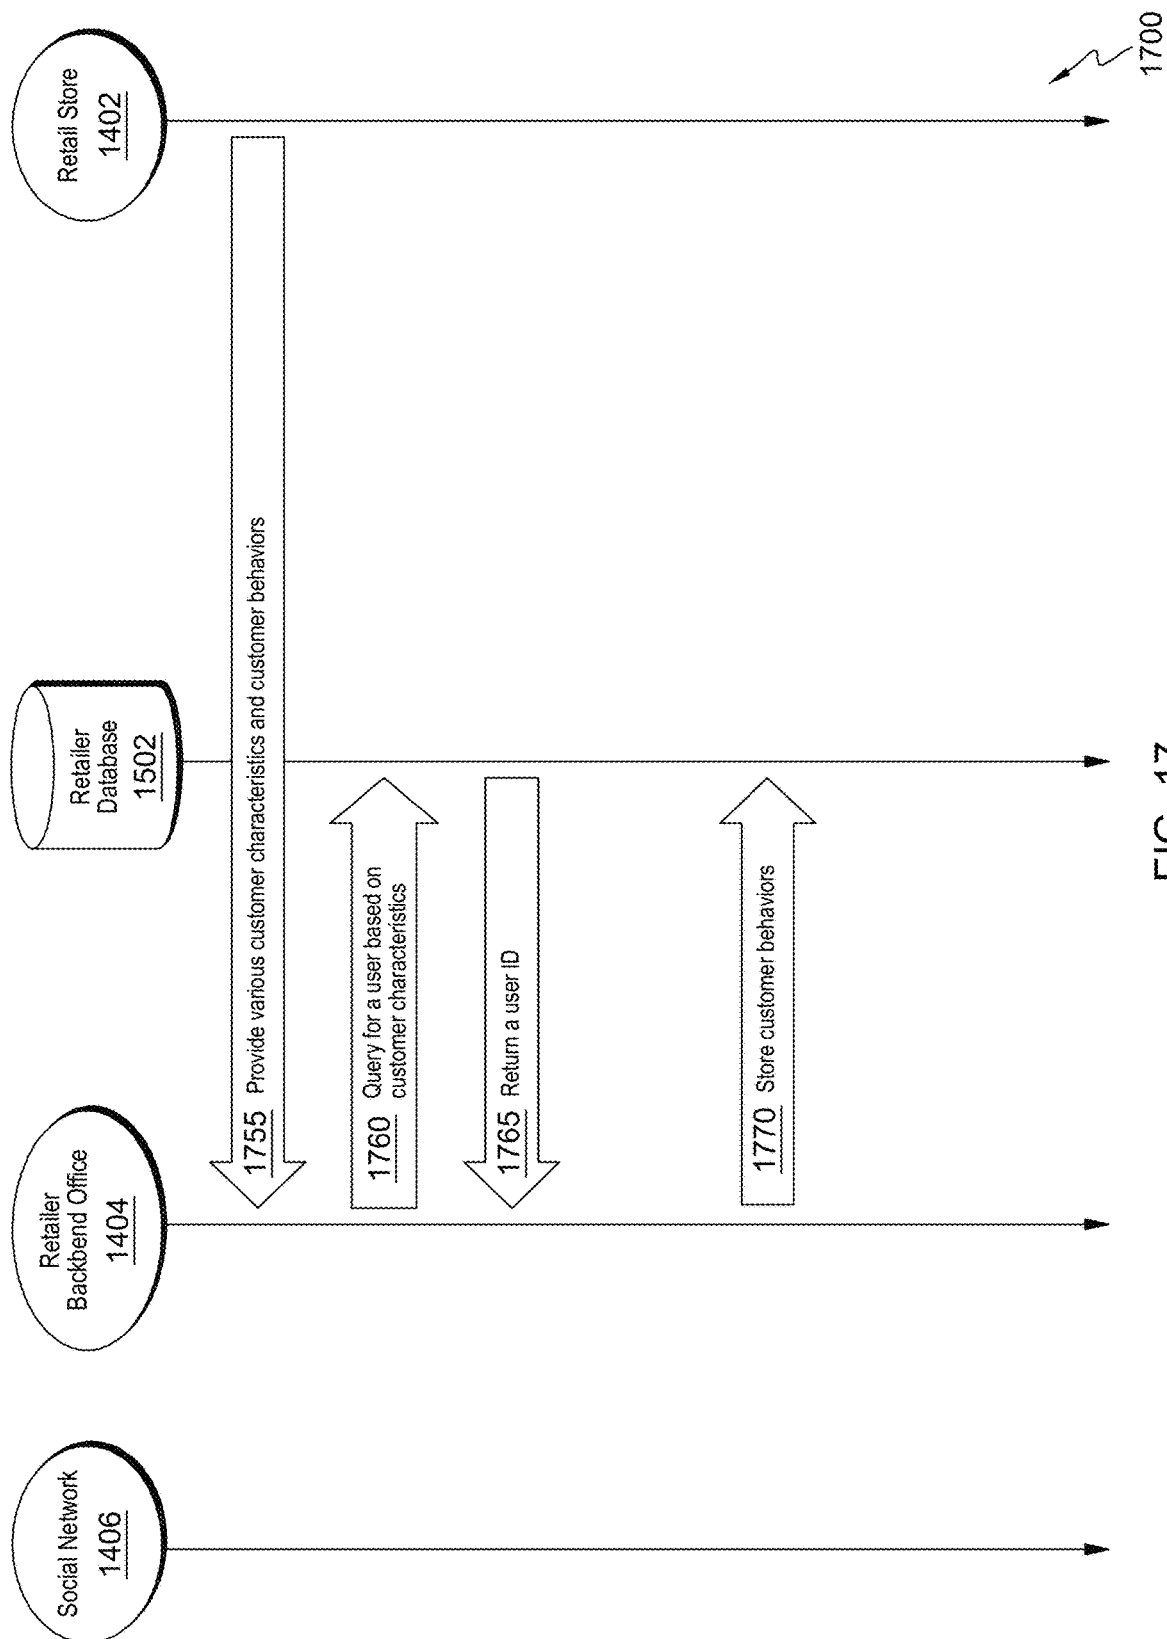 Social Network
1406
Retailer
Backbend Office
1404
Retailer
Database
1502
Retail Store
1402
1755 Provide various customer characteristics and customer behaviors
1760 Query for a user based on
customer characteristics
1765 Return a user ID
1770 Store customer behaviors
1700
FIG. 17